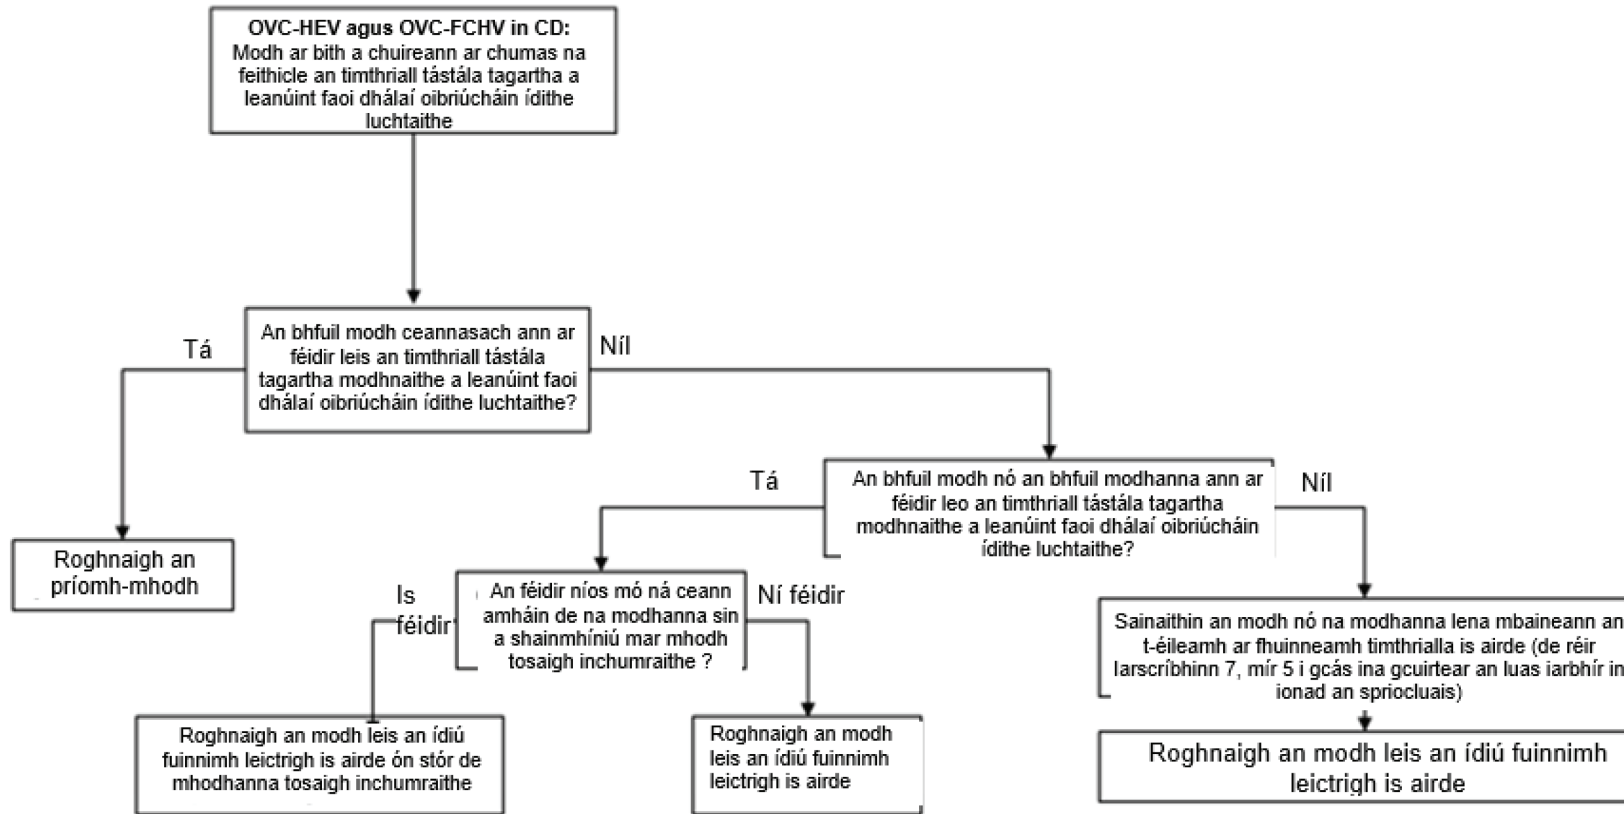 OVC-HEV agus OVC-FCHV in CD:
Modh ar bith a chuireann ar chumas na
feithicle an timthriall tástála tagartha a
leanúint faoi dhálaí oibriúcháin ídithe
luchtaithe
An bhfuil modh ceannasach ann ar
féidir leis an timthriall tástála
tagartha modhnaithe a leanúint faoi
dhálaí oibriúcháin ídithe luchtaithe?
Tá
Níl
Roghnaigh an
príomh-mhodh
An bhfuil modh nó an bhfuil modhanna ann ar
féidir leo an timthriall tástála tagartha
modhnaithe a leanúint faoi dhálaí oibriúcháin
ídithe luchtaithe?
Tá
Níl
An féidir níos mó ná ceann
amháin de na modhanna sin
a shainmhíniú mar mhodh
tosaigh inchumraithe ?
Is
féidir
Ní féidir
Roghnaigh an modh leis an ídiú
fuinnimh leictrigh is airde ón stór de
mhodhanna tosaigh inchumraithe
Roghnaigh an modh
leis an ídiú fuinnimh
leictrigh is airde
Sainaithin an modh nó na modhanna lena mbaineann an
t-éileamh ar fhuinneamh timthrialla is airde (de réir
Iarscríbhinn 7, mír 5 i gcás ina gcuirtear an luas iarbhír in
ionad an spriocluais)
Roghnaigh an modh leis an ídiú fuinnimh
leictrigh is airde